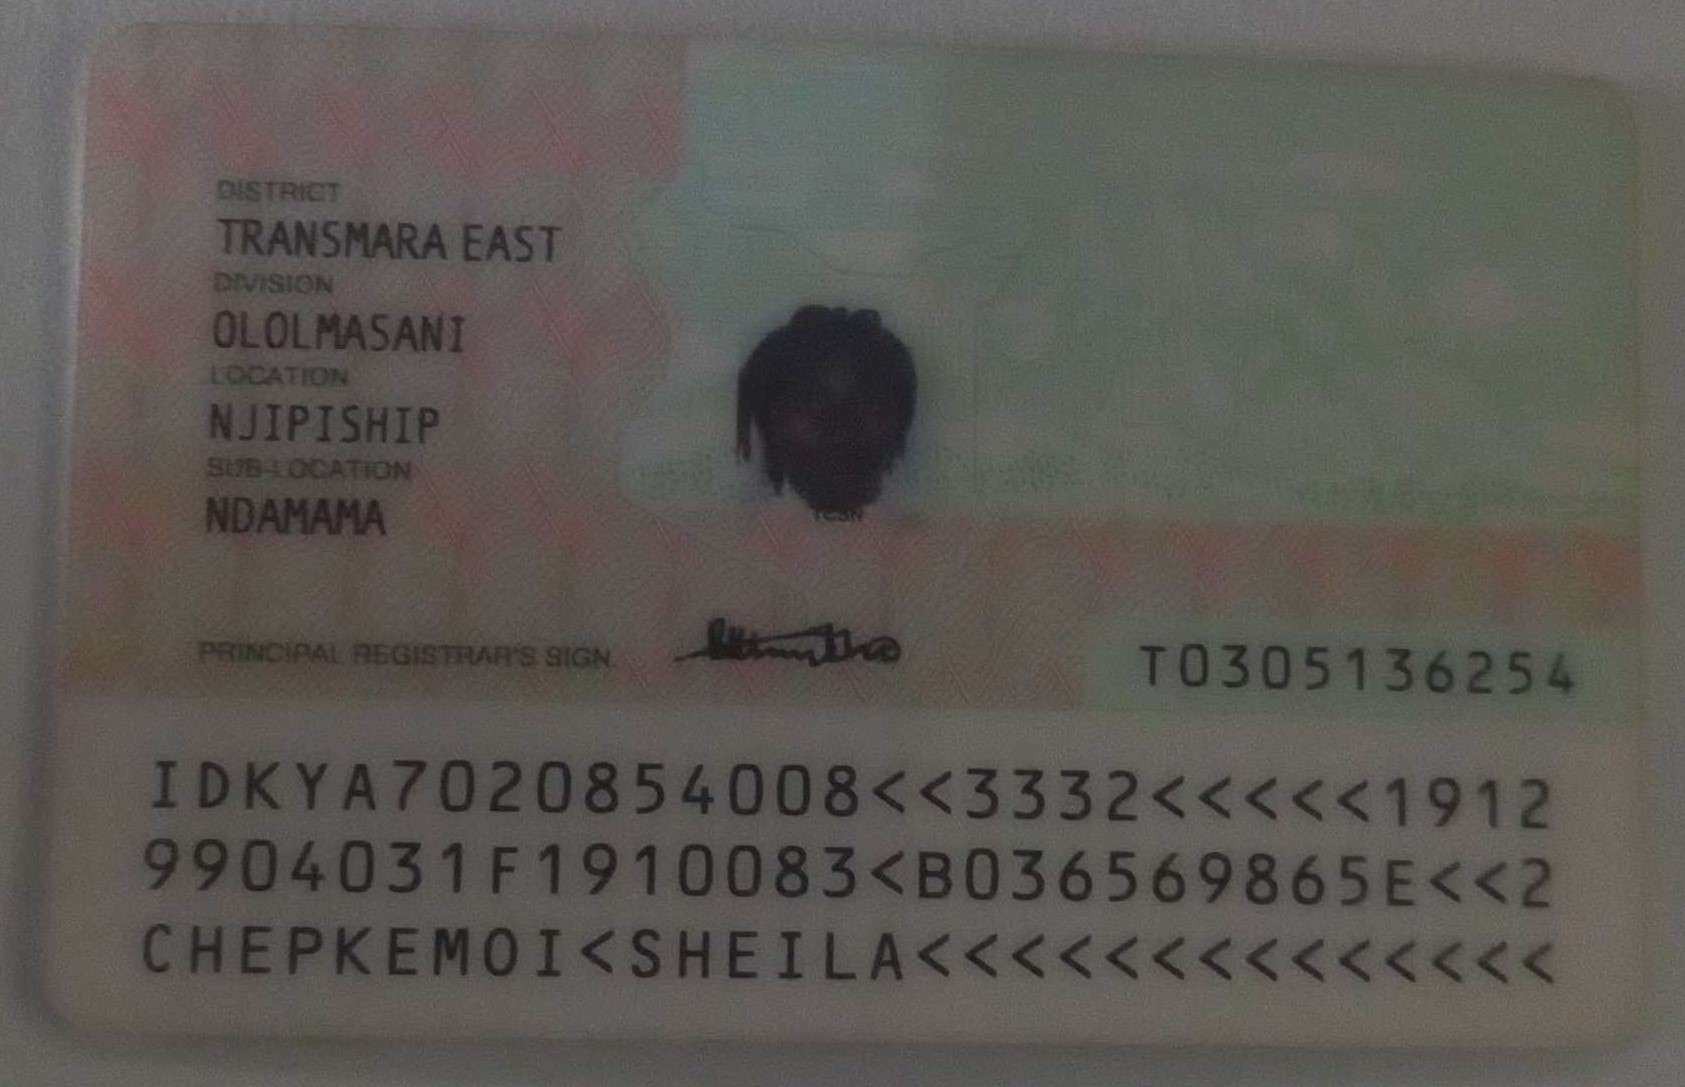 DISTRICT
TRANSMARA EAST
DIVISION
OLOLMASANI
LOCATION
NJIPISHIP
SUB-LOCATION
NDAMAMA
PRINCIPAL REGISTRAR'S SIGN.
T0305136254
IDKYA7020854008<<3332<<<<<1912
9904031F1910083<B036569865E<<2
CHEPKEMOI<SHEILA<<<<<<<<<<<<<<